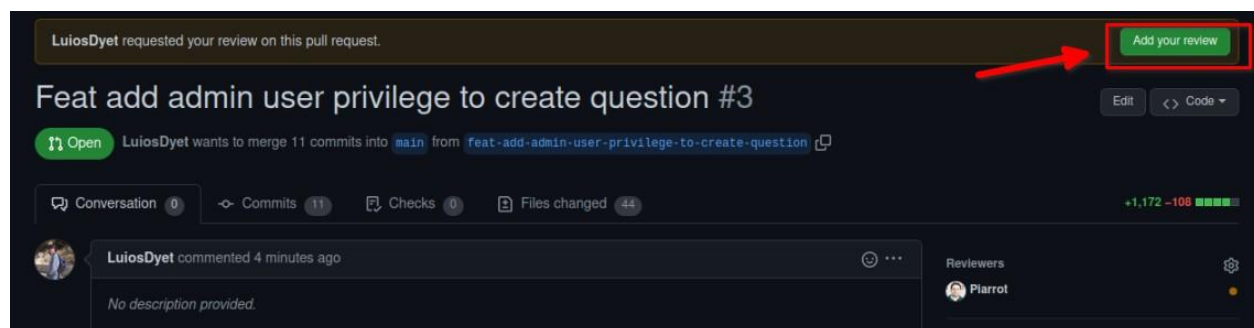 LuiosDyet requested your review on this pull request.
Add your review
Feat add admin user privilege to create question #3
Edit
<> Code
Open
LuiosDyet wants to merge 11 commits into main from feat-add-admin-user-privilege-to-create-question
Conversation 0
Commits 11
Checks 0
Files changed 44
+1,172 −108
LuiosDyet commented 4 minutes ago
No description provided.
Reviewers
Piarrot